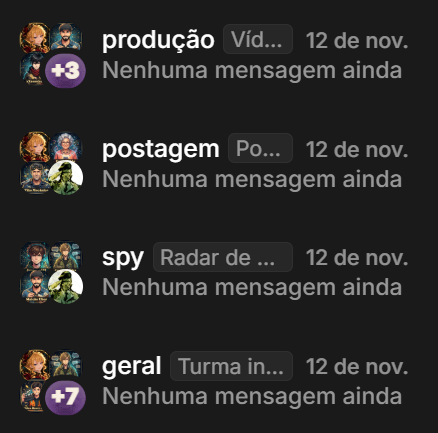 produção Víd... 12 de nov.
Nenhuma mensagem ainda
+3
postagem Po... 12 de nov.
Nenhuma mensagem ainda
spy Radar de ... 12 de nov.
Nenhuma mensagem ainda
geral Turma in... 12 de nov.
Nenhuma mensagem ainda
+7